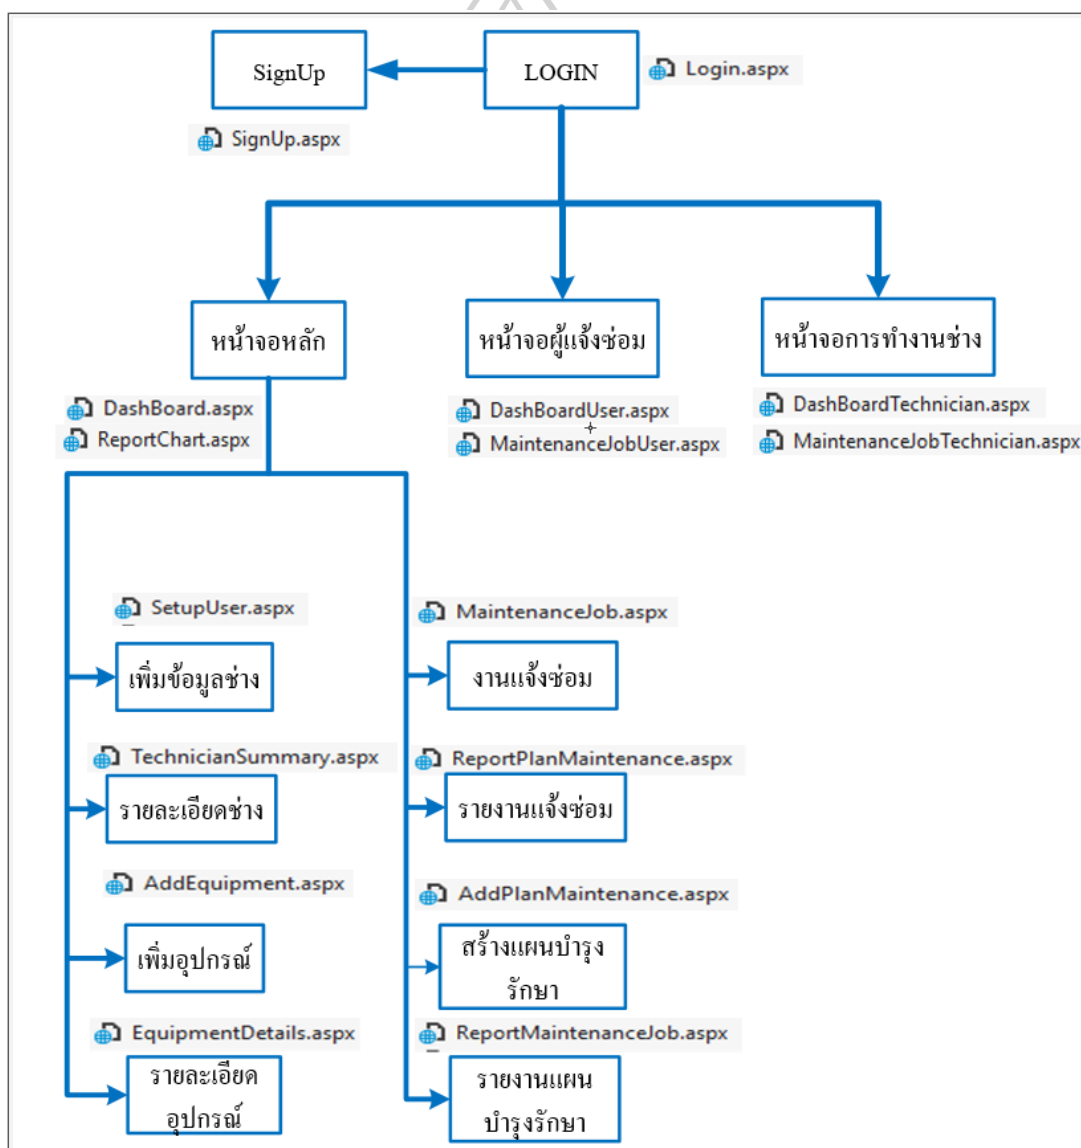 SignUp
LOGIN
Login.aspx
SignUp.aspx
หน้าจอหลัก
หน้าจอผู้แจ้งซ่อม
หน้าจอการทำงานช่าง
DashBoard.aspx
ReportChart.aspx
DashBoardUser.aspx
MaintenanceJobUser.aspx
DashBoardTechnician.aspx
MaintenanceJobTechnician.aspx
SetupUser.aspx
เพิ่มข้อมูลช่าง
TechnicianSummary.aspx
รายละเอียดช่าง
AddEquipment.aspx
เพิ่มอุปกรณ์
EquipmentDetails.aspx
รายละเอียด
อุปกรณ์
MaintenanceJob.aspx
งานแจ้งซ่อม
ReportPlanMaintenance.aspx
รายงานแจ้งซ่อม
AddPlanMaintenance.aspx
สร้างแผนบำรุง
รักษา
ReportMaintenanceJob.aspx
รายงานแผน
บำรุงรักษา